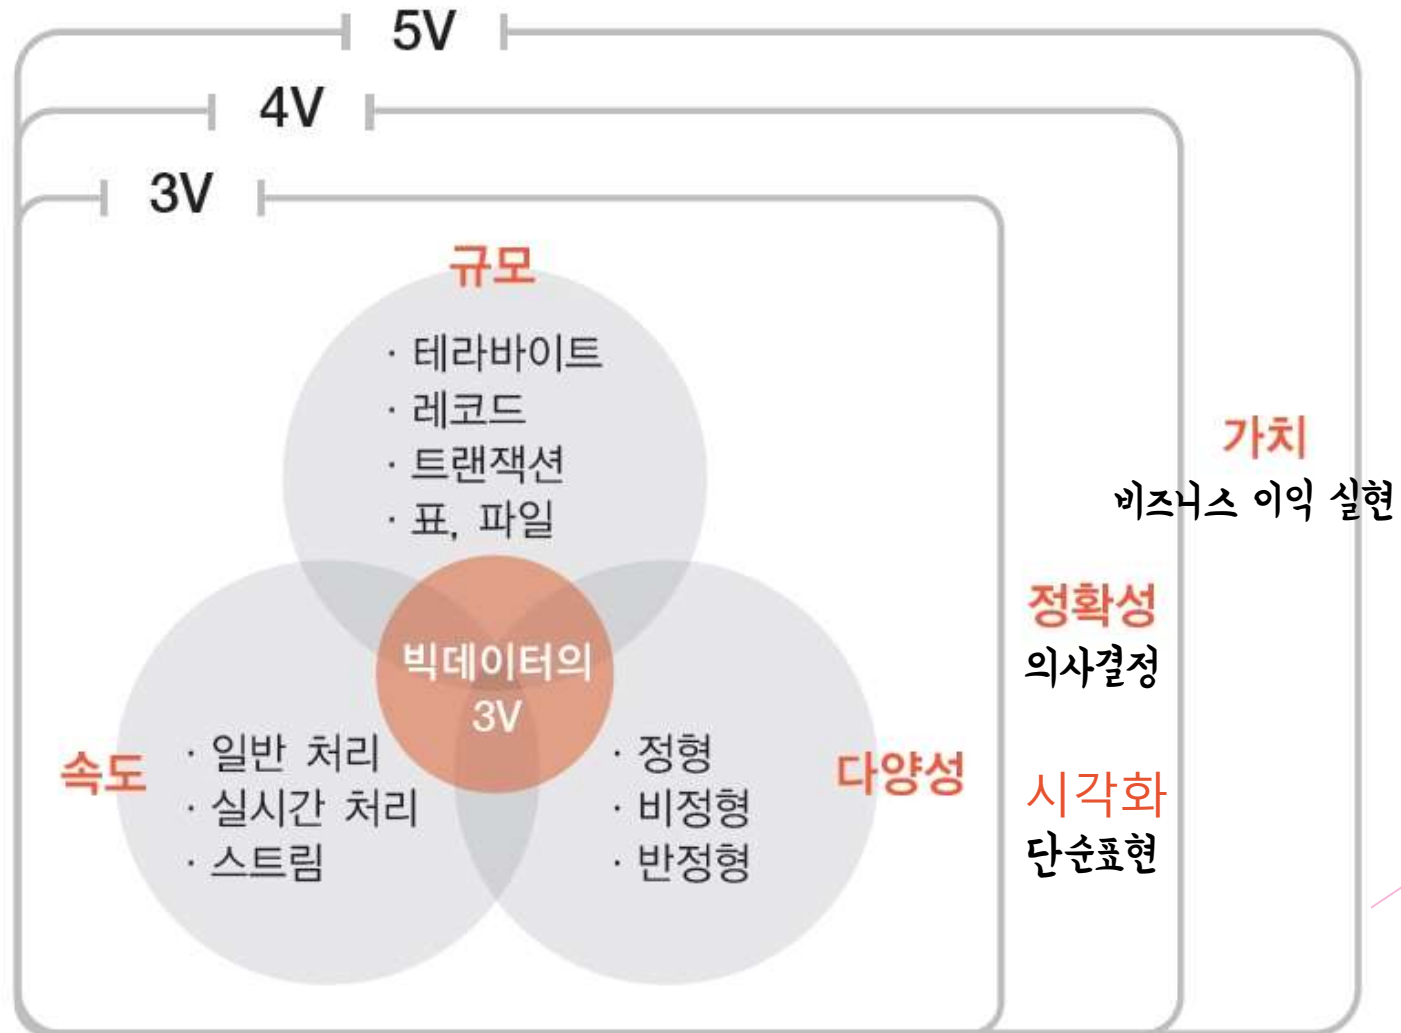 5V
4V
3V
규모
· 테라바이트
· 레코드
· 트랜잭션
· 표, 파일
가치
비즈니스 이익 실현
정확성
의사결정
빅데이터의
3V
속도
· 일반 처리
· 실시간 처리
· 스트림
· 정형
· 비정형
· 반정형
다양성
시각화
단순표현